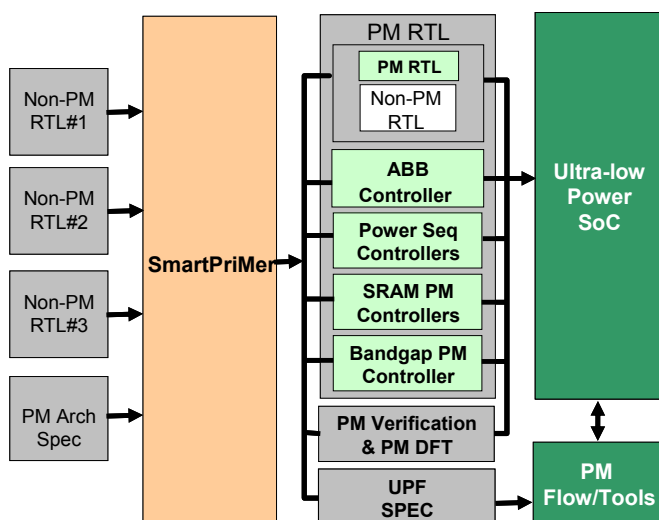 Non-PM
RTL#1
Non-PM
RTL#2
Non-PM
RTL#3
PM Arch
Spec
SmartPriMer
PM RTL
PM RTL
Non-PM
RTL
ABB
Controller
Power Seq
Controllers
SRAM PM
Controllers
Bandgap PM
Controller
PM Verification
& PM DFT
UPF
SPEC
Ultra-low
Power
SoC
PM
Flow/Tools